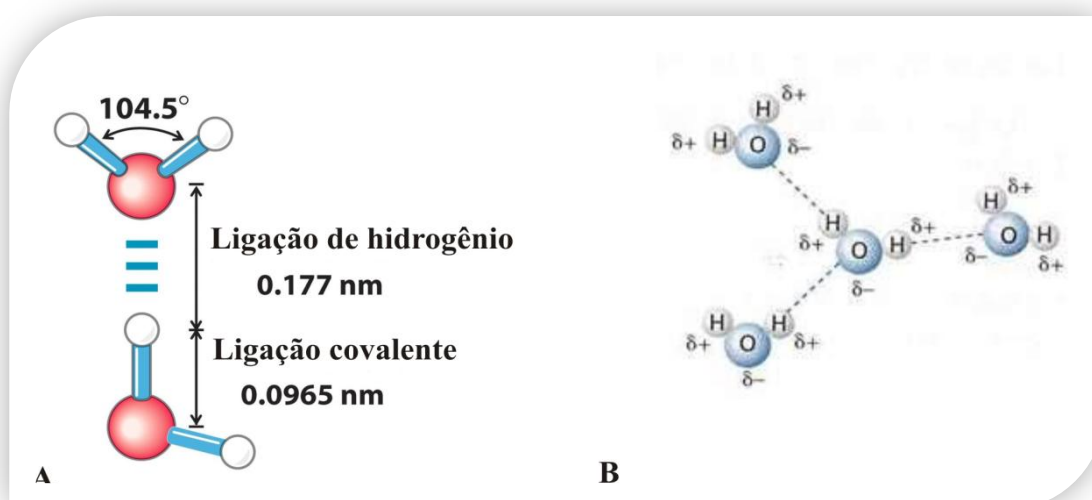 104.5°
Ligação de hidrogênio
0.177 nm
Ligação covalente
0.0965 nm
A
δ+
H
δ+ H O δ−
δ+
H
H
δ+
δ+ H
O H
O
δ−
δ+
δ−
H H
δ+ O δ+
δ−
B